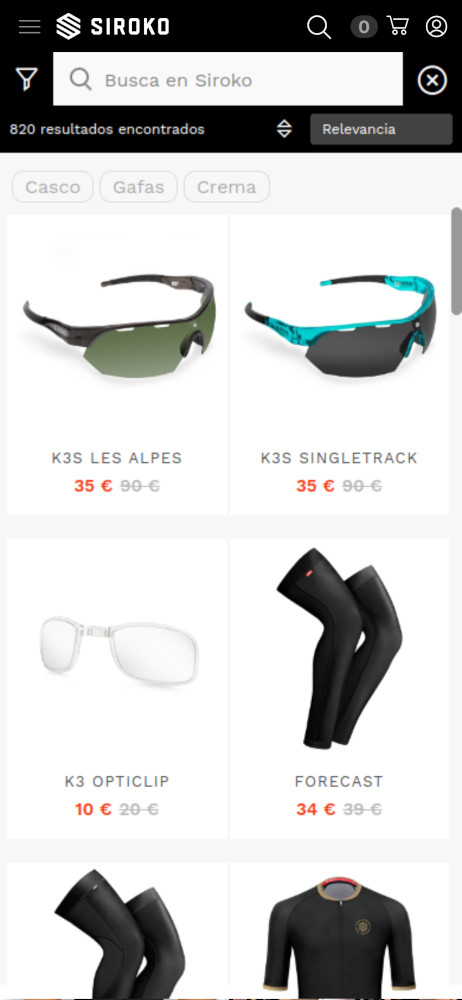 SIROKO
0
Busca en Siroko
820 resultados encontrados
Relevancia
Casco
Gafas
Crema
K3S LES ALPES
35 € 90 €
K3S SINGLETRACK
35 € 90 €
K3 OPTICLIP
10 € 20 €
FORECAST
34 € 39 €